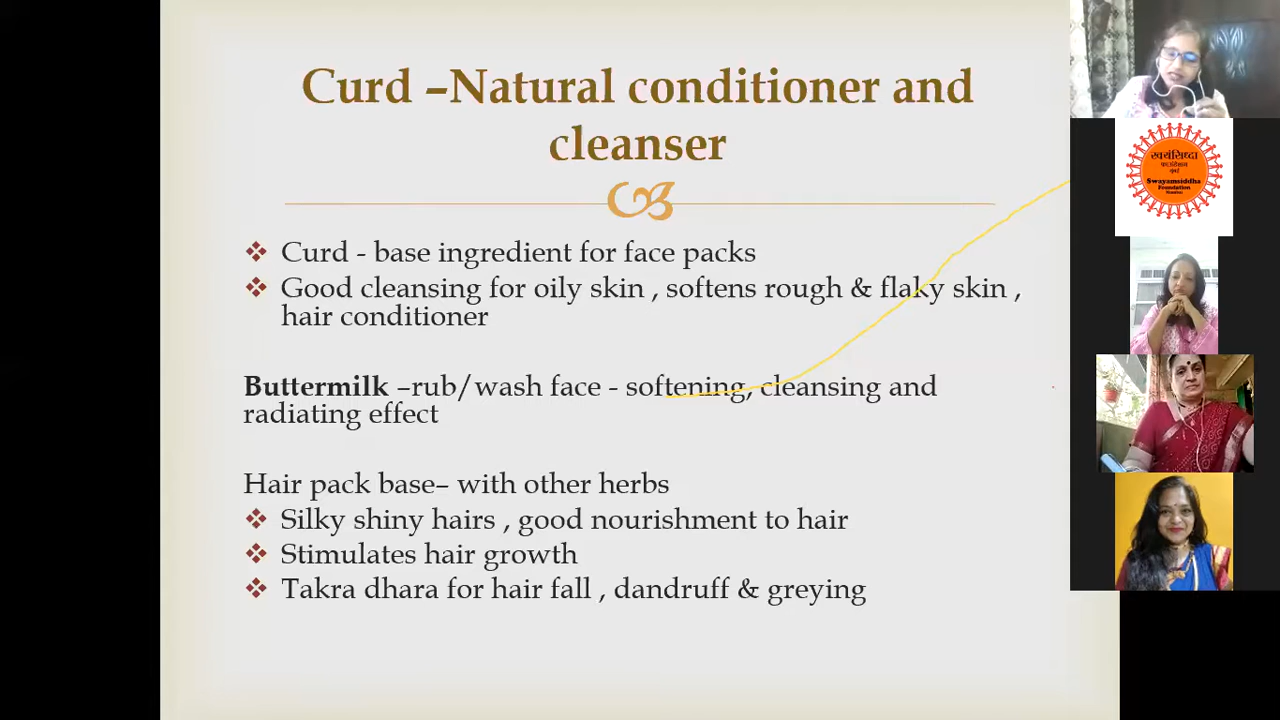 Curd –Natural conditioner and
cleanser
Curd - base ingredient for face packs
Good cleansing for oily skin , softens rough & flaky skin ,
hair conditioner
Buttermilk –rub/wash face - softening, cleansing and
radiating effect
Hair pack base– with other herbs
Silky shiny hairs , good nourishment to hair
Stimulates hair growth
Takra dhara for hair fall , dandruff & greying
स्वयंसिध्दा
फाउंडेशन
मुंबई
Swayamsiddha
Foundation
Mumbai